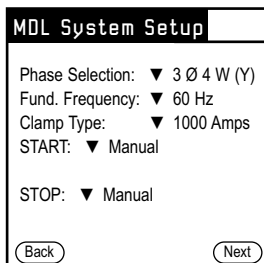 MDL System Setup
Phase Selection: ▼ 3 Ø 4 W (Y)
Fund. Frequency: ▼ 60 Hz
Clamp Type: ▼ 1000 Amps
START: ▼ Manual
STOP: ▼ Manual
Back Next